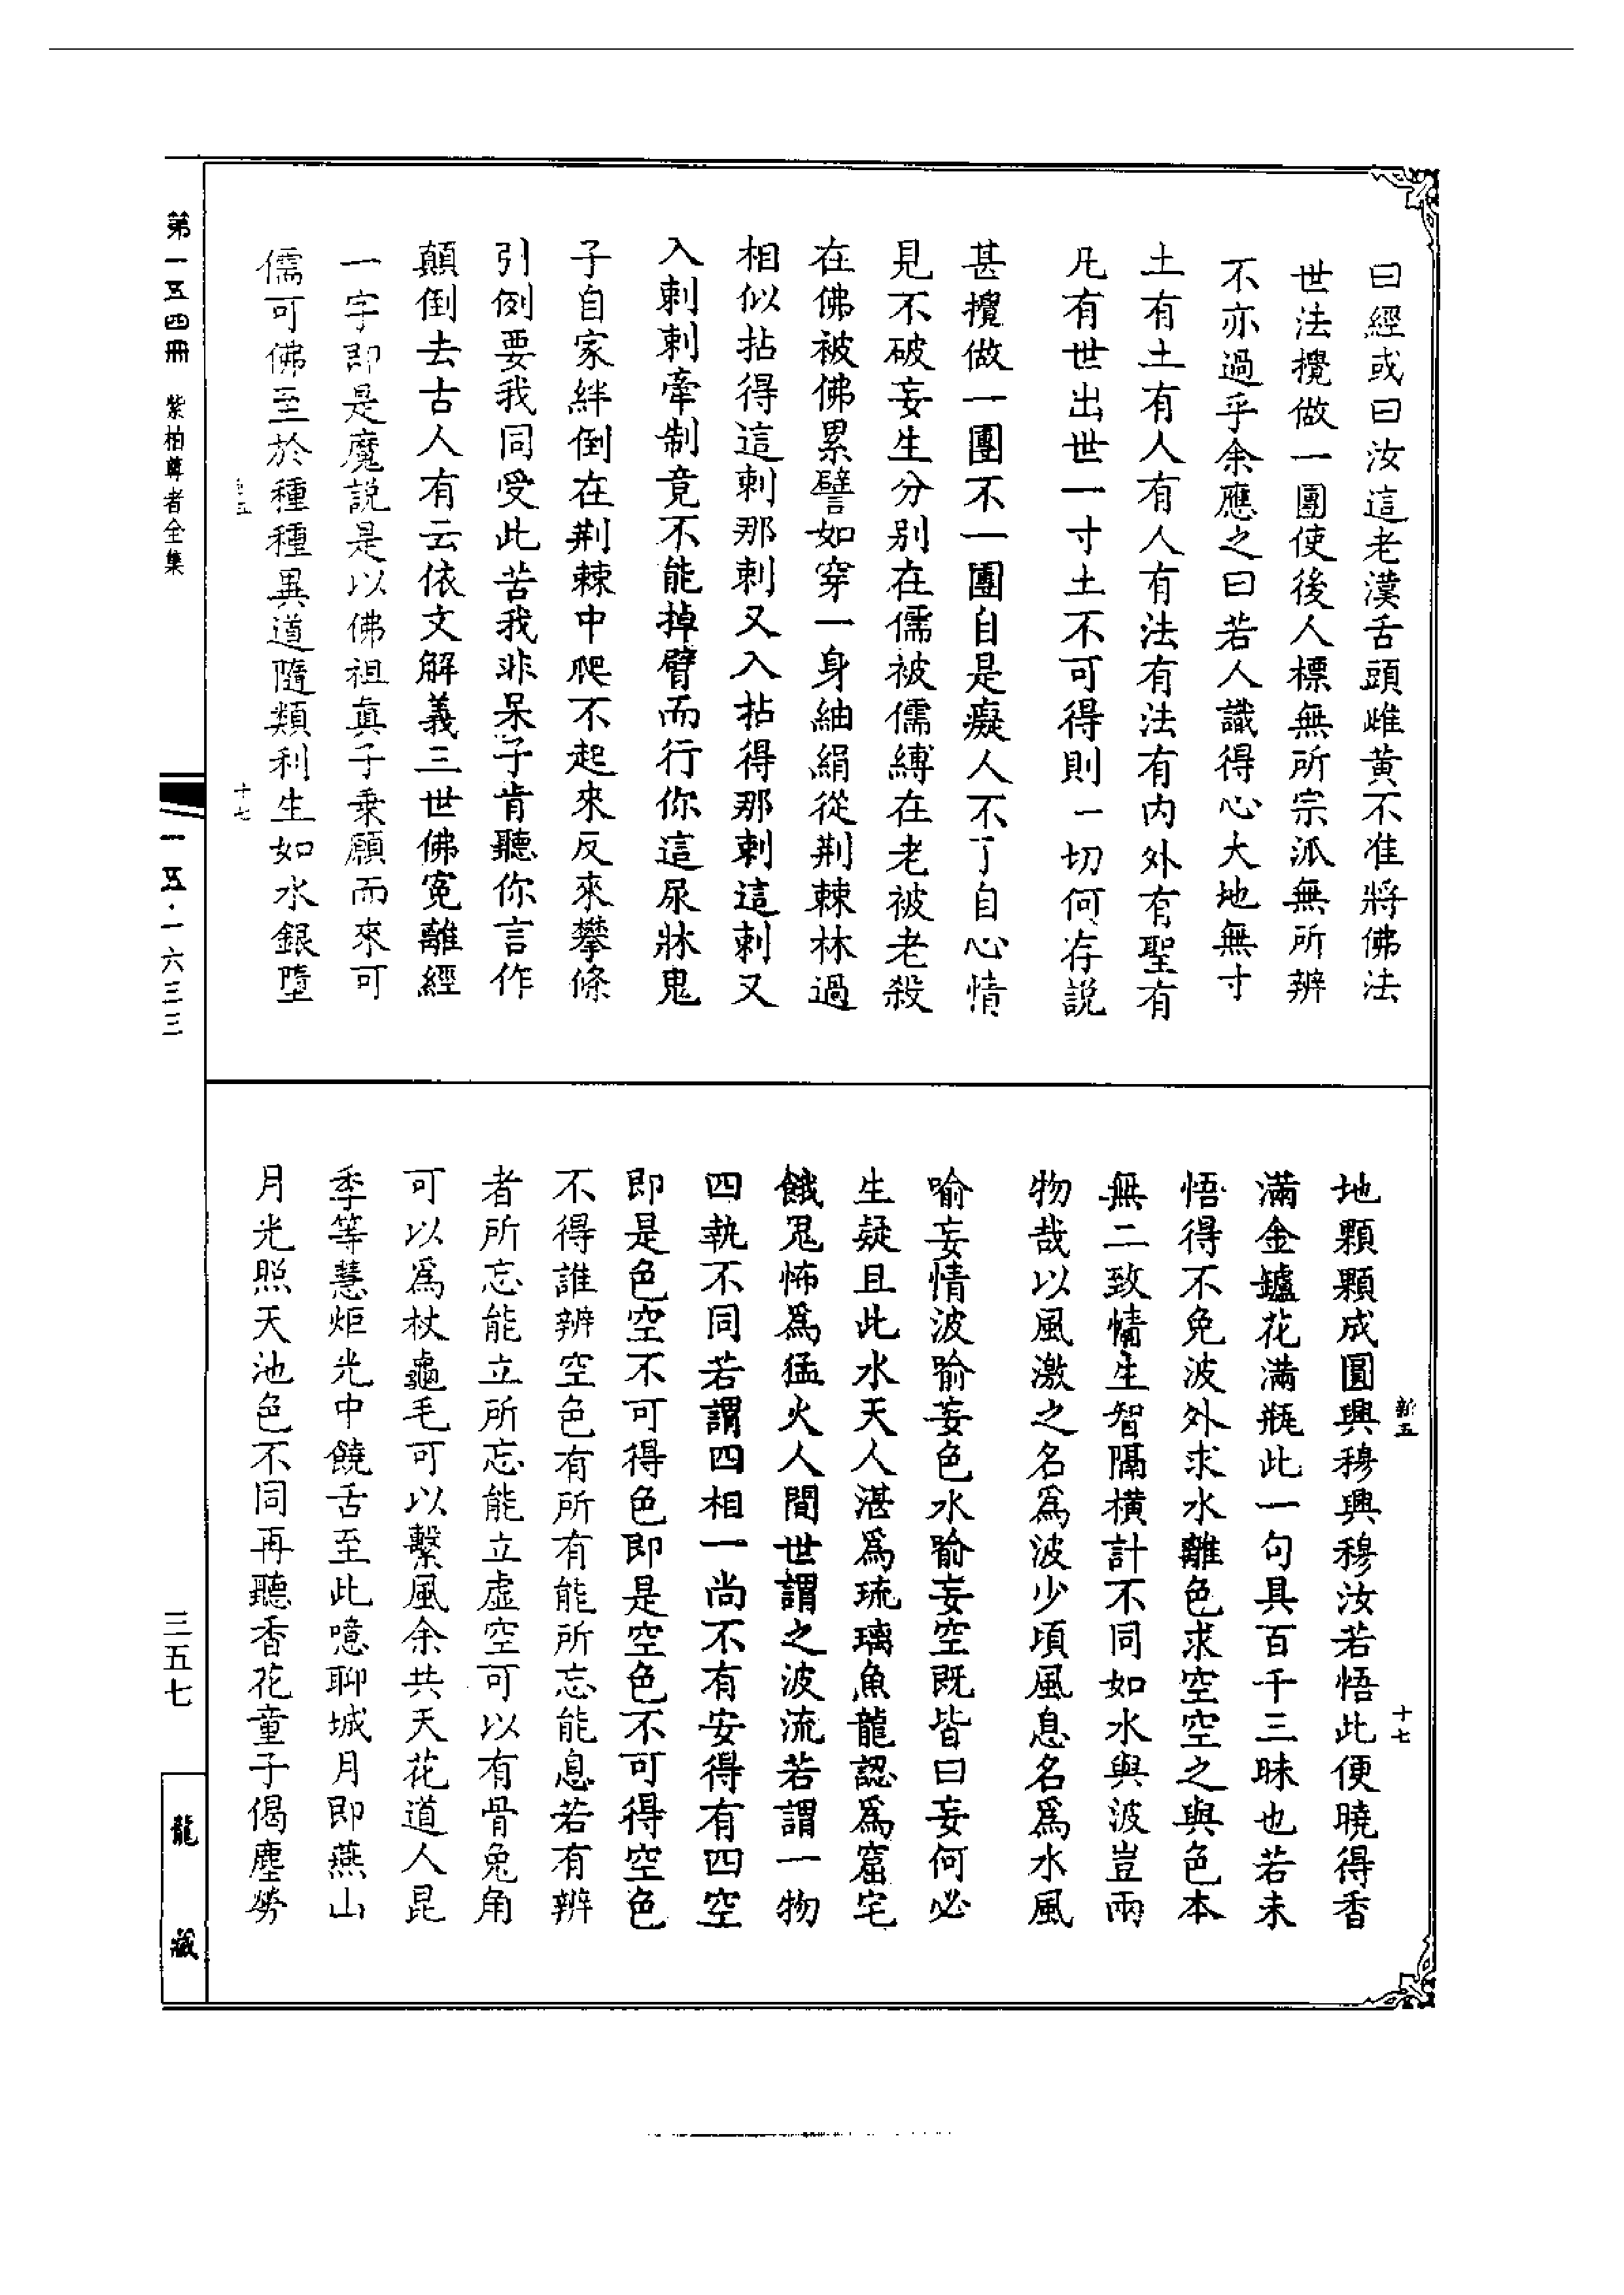 曰經或曰汝這老漢舌頭雌黃不准將佛法
世法攪做一團使後人標無所宗派無所辨
不亦過乎余應之曰若人識得心大地無寸
土有土有人有人有法有法有内外有聖有
凡有世出世一寸土不可得則一切何存説
甚攪做一團不一團自是癡人不了自心情
見不破妄生分別在儒被儒縛在老被老殺
在佛被佛累譬如穿一身紬絹從荆棘林過
相似拈得這刺那刺又入拈得那刺這刺又
入刺刺牽制竟不能掉臂而行你這尿牀鬼
子自家絆倒在荆棘中爬不起來反來攀條
引例要我同受此苦我非呆子肯聽你言作
顛倒去古人有云依文解義三世佛寃離經
一字即是魔説是以佛祖真子乗願而來可
儒可佛至於種種異道隨類利生如水銀墮
十七
新五
十七
地顆顆成圓興穆興穆汝若悟此便曉得香
滿金鑪花滿瓶此一句具百千三昧也若未
悟得不免波外求水離色求空空之與色本
無二致情生智隔橫計不同如水與波豈兩
物哉以風激之名爲波少頃風息名爲水風
喻妄情波喻妄色水喻妄空既皆曰妄何必
生疑且此水天人湛爲琉璃魚龍認爲窟宅
餓鬼怖爲猛火人間世謂之波流若謂一物
四執不同若謂四相一尚不有安得有四空
即是色空不可得色即是空色不可得空色
不得誰辨空色有所有能所忘能息若有辨
者所忘能立所忘能立虛空可以有骨兔角
可以爲杖龜毛可以繫風余共天花道人昆
季等慧炬光中饒舌至此噫聊城月即燕山
月光照天池色不同再聽香花童子偈塵勞
第一五四冊 紫柏尊者全集
一五·一六三三
三五七
龍藏